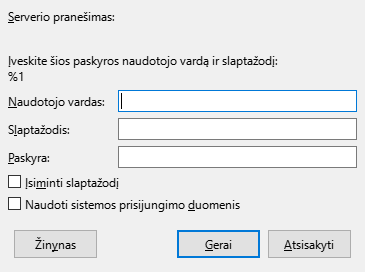 Serverio pranešimas:
Įveskite šios paskyros naudotojo vardą ir slaptažodį:
%1
Naudotojo vardas:
Slaptažodis:
Paskyra:
Įsiminti slaptažodį
Naudoti sistemos prisijungimo duomenis
Žinynas
Gerai
Atsisakyti